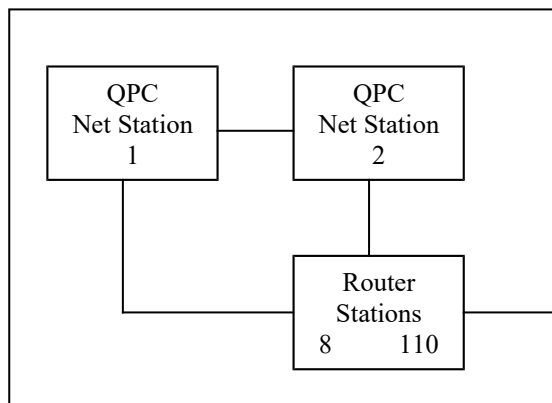 QPC
Net Station
1
QPC
Net Station
2
Router
Stations
8 110